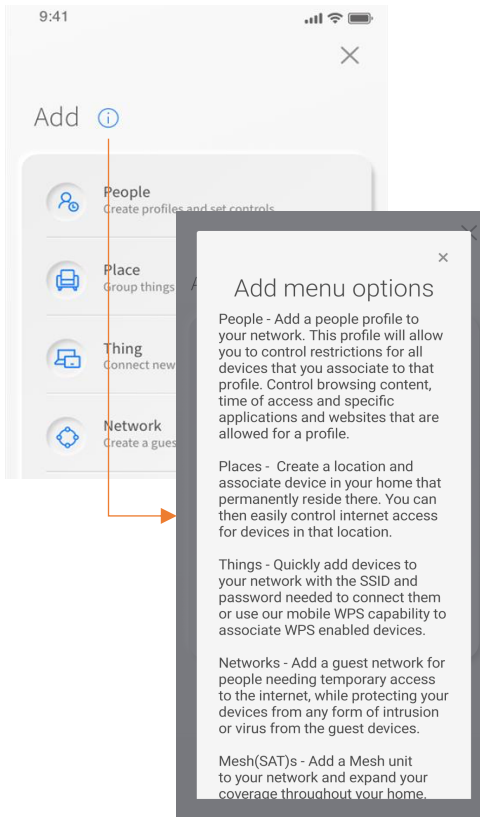 9:41
Add
People
Create profiles and set controls
Place
Group things
Thing
Connect new
Network
Create a gues
Add menu options
People - Add a people profile to
your network. This profile will allow
you to control restrictions for all
devices that you associate to that
profile. Control browsing content,
time of access and specific
applications and websites that are
allowed for a profile.
Places -  Create a location and
associate device in your home that
permanently reside there. You can
then easily control internet access
for devices in that location.
Things - Quickly add devices to
your network with the SSID and
password needed to connect them
or use our mobile WPS capability to
associate WPS enabled devices.
Networks - Add a guest network for
people needing temporary access
to the internet, while protecting your
devices from any form of intrusion
or virus from the guest devices.
Mesh(SAT)s - Add a Mesh unit
to your network and expand your
coverage throughout your home.